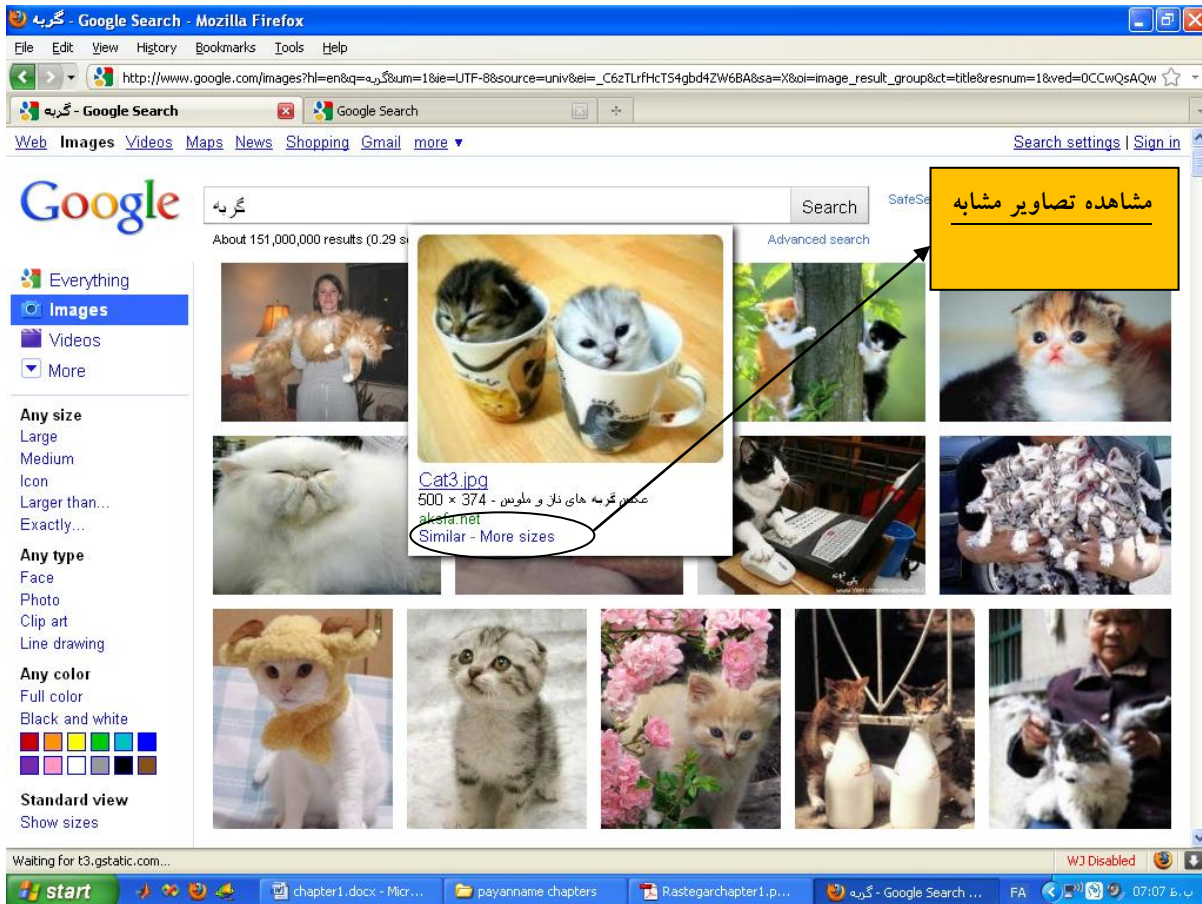 گربه - Google Search - Mozilla Firefox
File Edit View History Bookmarks Tools Help
http://www.google.com/images?hl=en&q=گربه&um=1&ie=UTF-8&source=univ&ei=_C6zTLrfHcTS4gbd4ZW6BA&sa=X&oi=image_result_group&ct=title&resnum=1&ved=0CCwQsAQw
گربه - Google Search
Google Search
Web Images Videos Maps News Shopping Gmail more ▼
Search settings | Sign in
Google
گربه
Search
SafeSe
مشاهده تصاویر مشابه
About 151,000,000 results (0.29 s
Advanced search
Everything
Images
Videos
More
Any size
Large
Medium
Icon
Larger than...
Exactly...
Any type
Face
Photo
Clip art
Line drawing
Any color
Full color
Black and white
Standard view
Show sizes
Cat3.jpg
500 × 374 - عکس گربه های ناز و ملوس
aksfa.net
Similar - More sizes
Waiting for t3.gstatic.com...
WJ Disabled
start
chapter1.docx - Micr...
payanname chapters
Rastegarchapter1.p...
گربه - Google Search ...
FA
07:07 ب.ظ